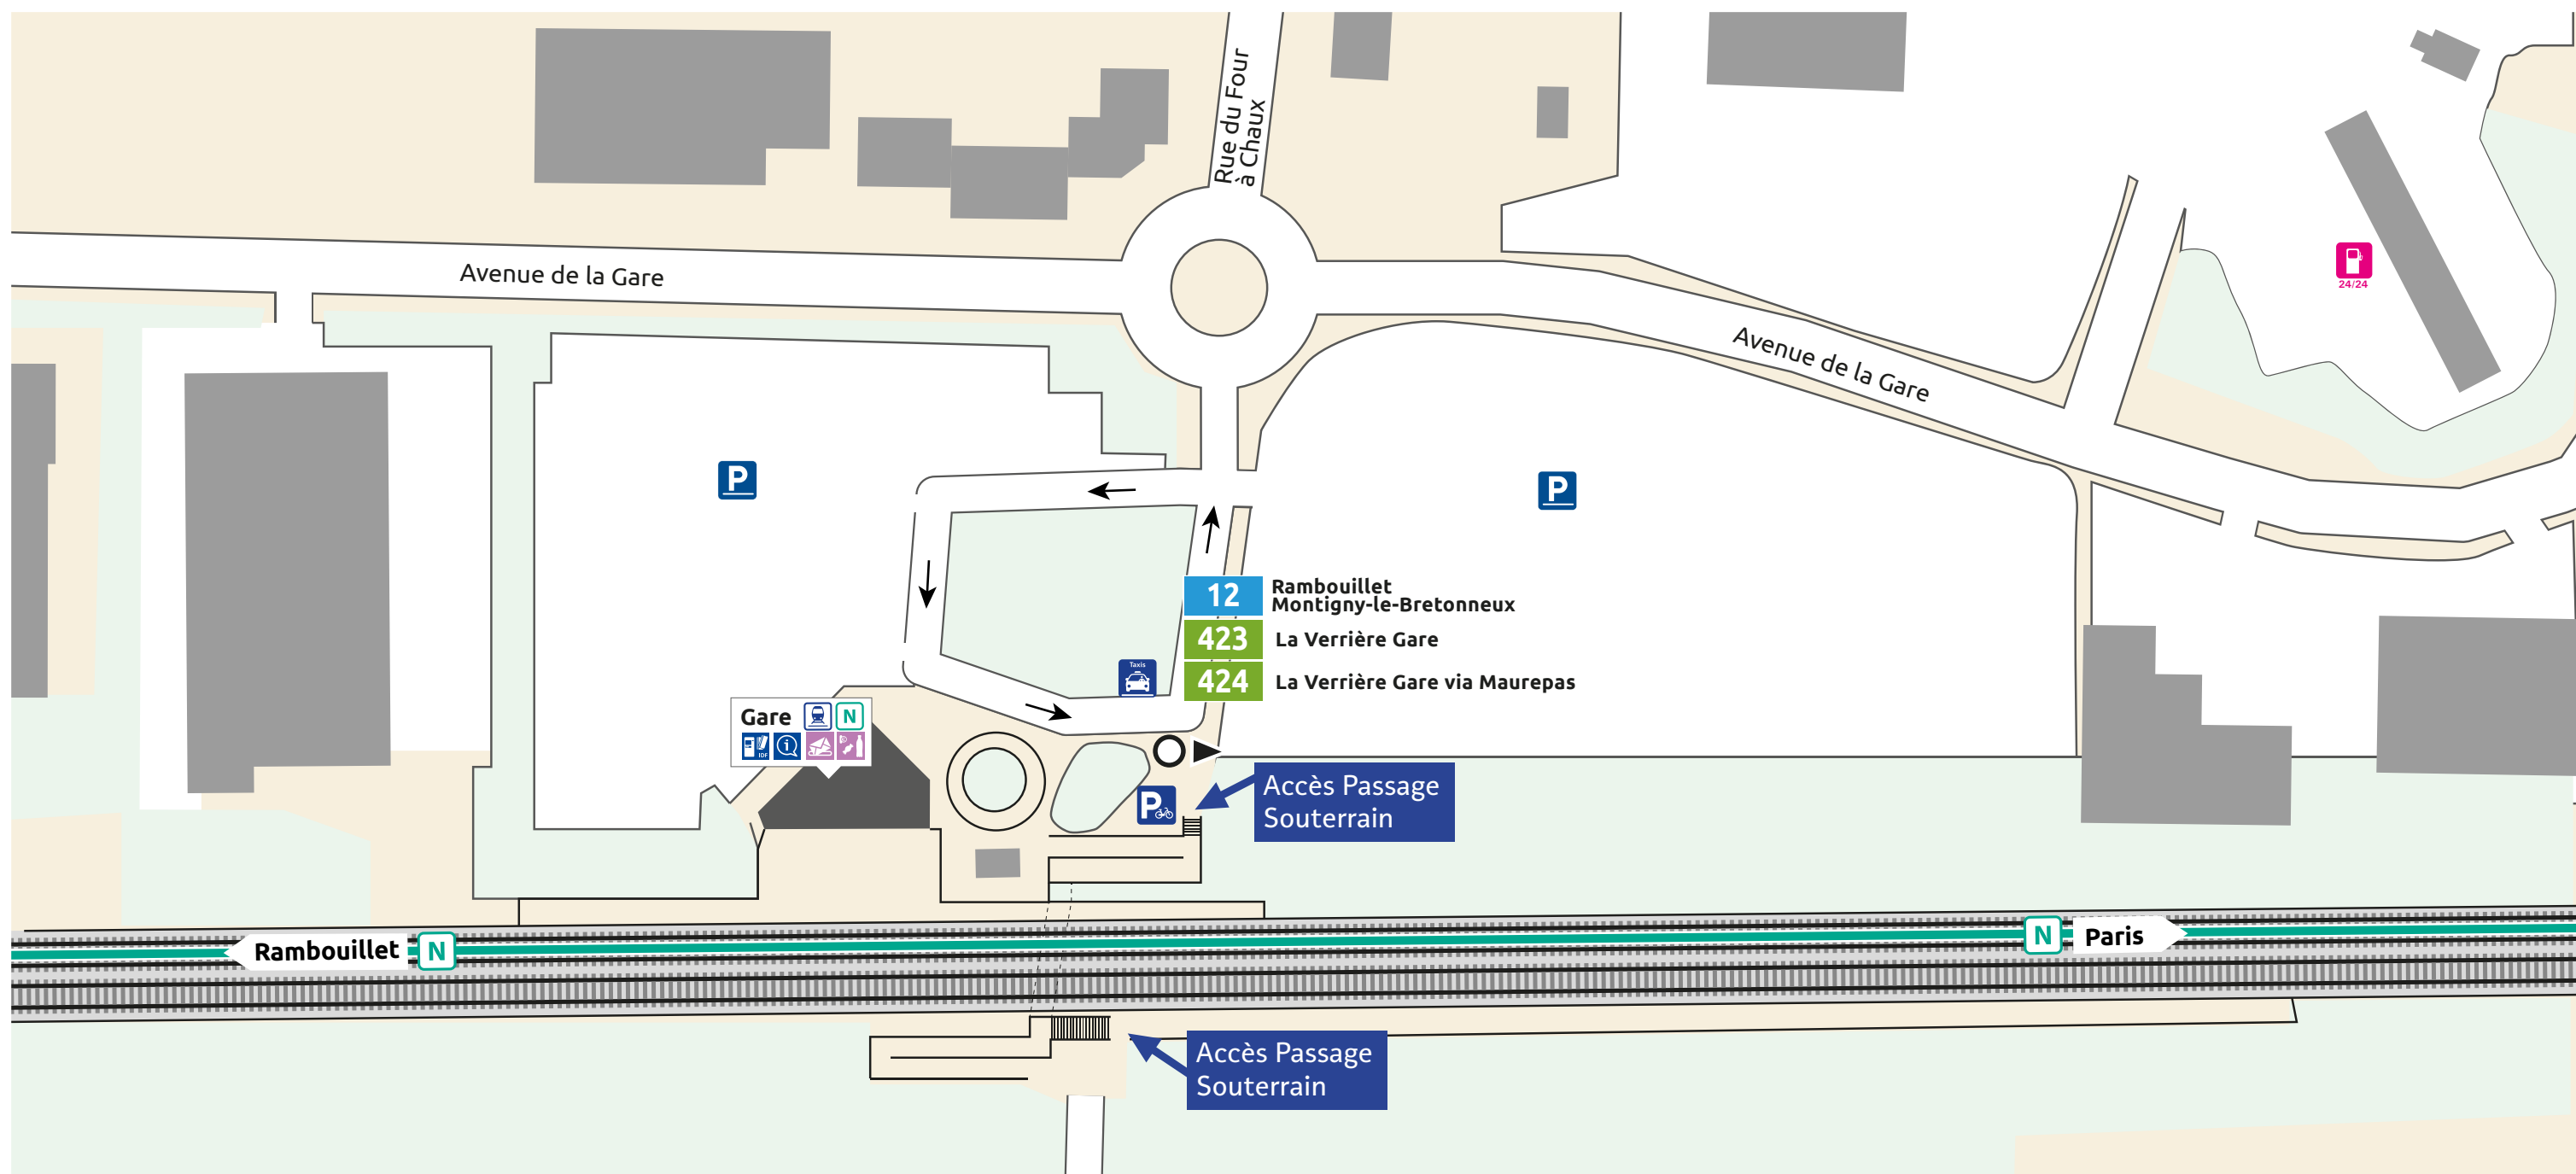 Rue du Four
à Chaux
Avenue de la Gare
24/24
Avenue de la Gare
P
P
12 Rambouillet
Montigny-le-Bretonneux
423 La Verrière Gare
Taxis
424 La Verrière Gare via Maurepas
Gare N
IDF i
P
Accès Passage
Souterrain
Rambouillet N
N Paris
Accès Passage
Souterrain